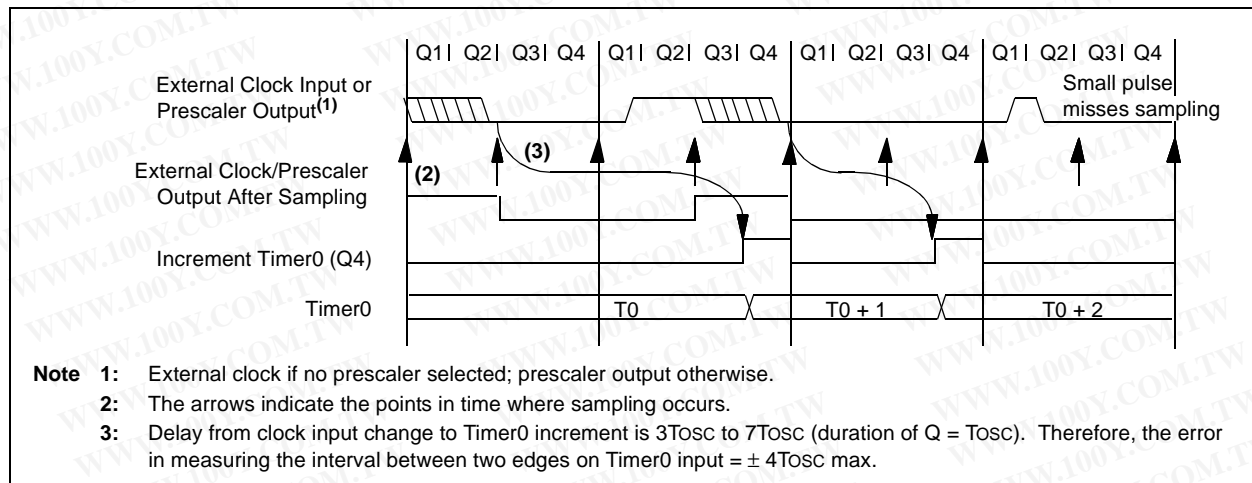 Q1| Q2| Q3| Q4 Q1| Q2| Q3| Q4 Q1| Q2| Q3| Q4 Q1| Q2| Q3| Q4
External Clock Input or
Prescaler Output(1)
Small pulse
misses sampling
(3)
External Clock/Prescaler
Output After Sampling
(2)
Increment Timer0 (Q4)
Timer0 T0 T0 + 1 T0 + 2
Note 1: External clock if no prescaler selected; prescaler output otherwise.
2: The arrows indicate the points in time where sampling occurs.
3: Delay from clock input change to Timer0 increment is 3TOSC to 7TOSC (duration of Q = TOSC). Therefore, the error
in measuring the interval between two edges on Timer0 input = ± 4TOSC max.
WWW.100Y.COM.TW